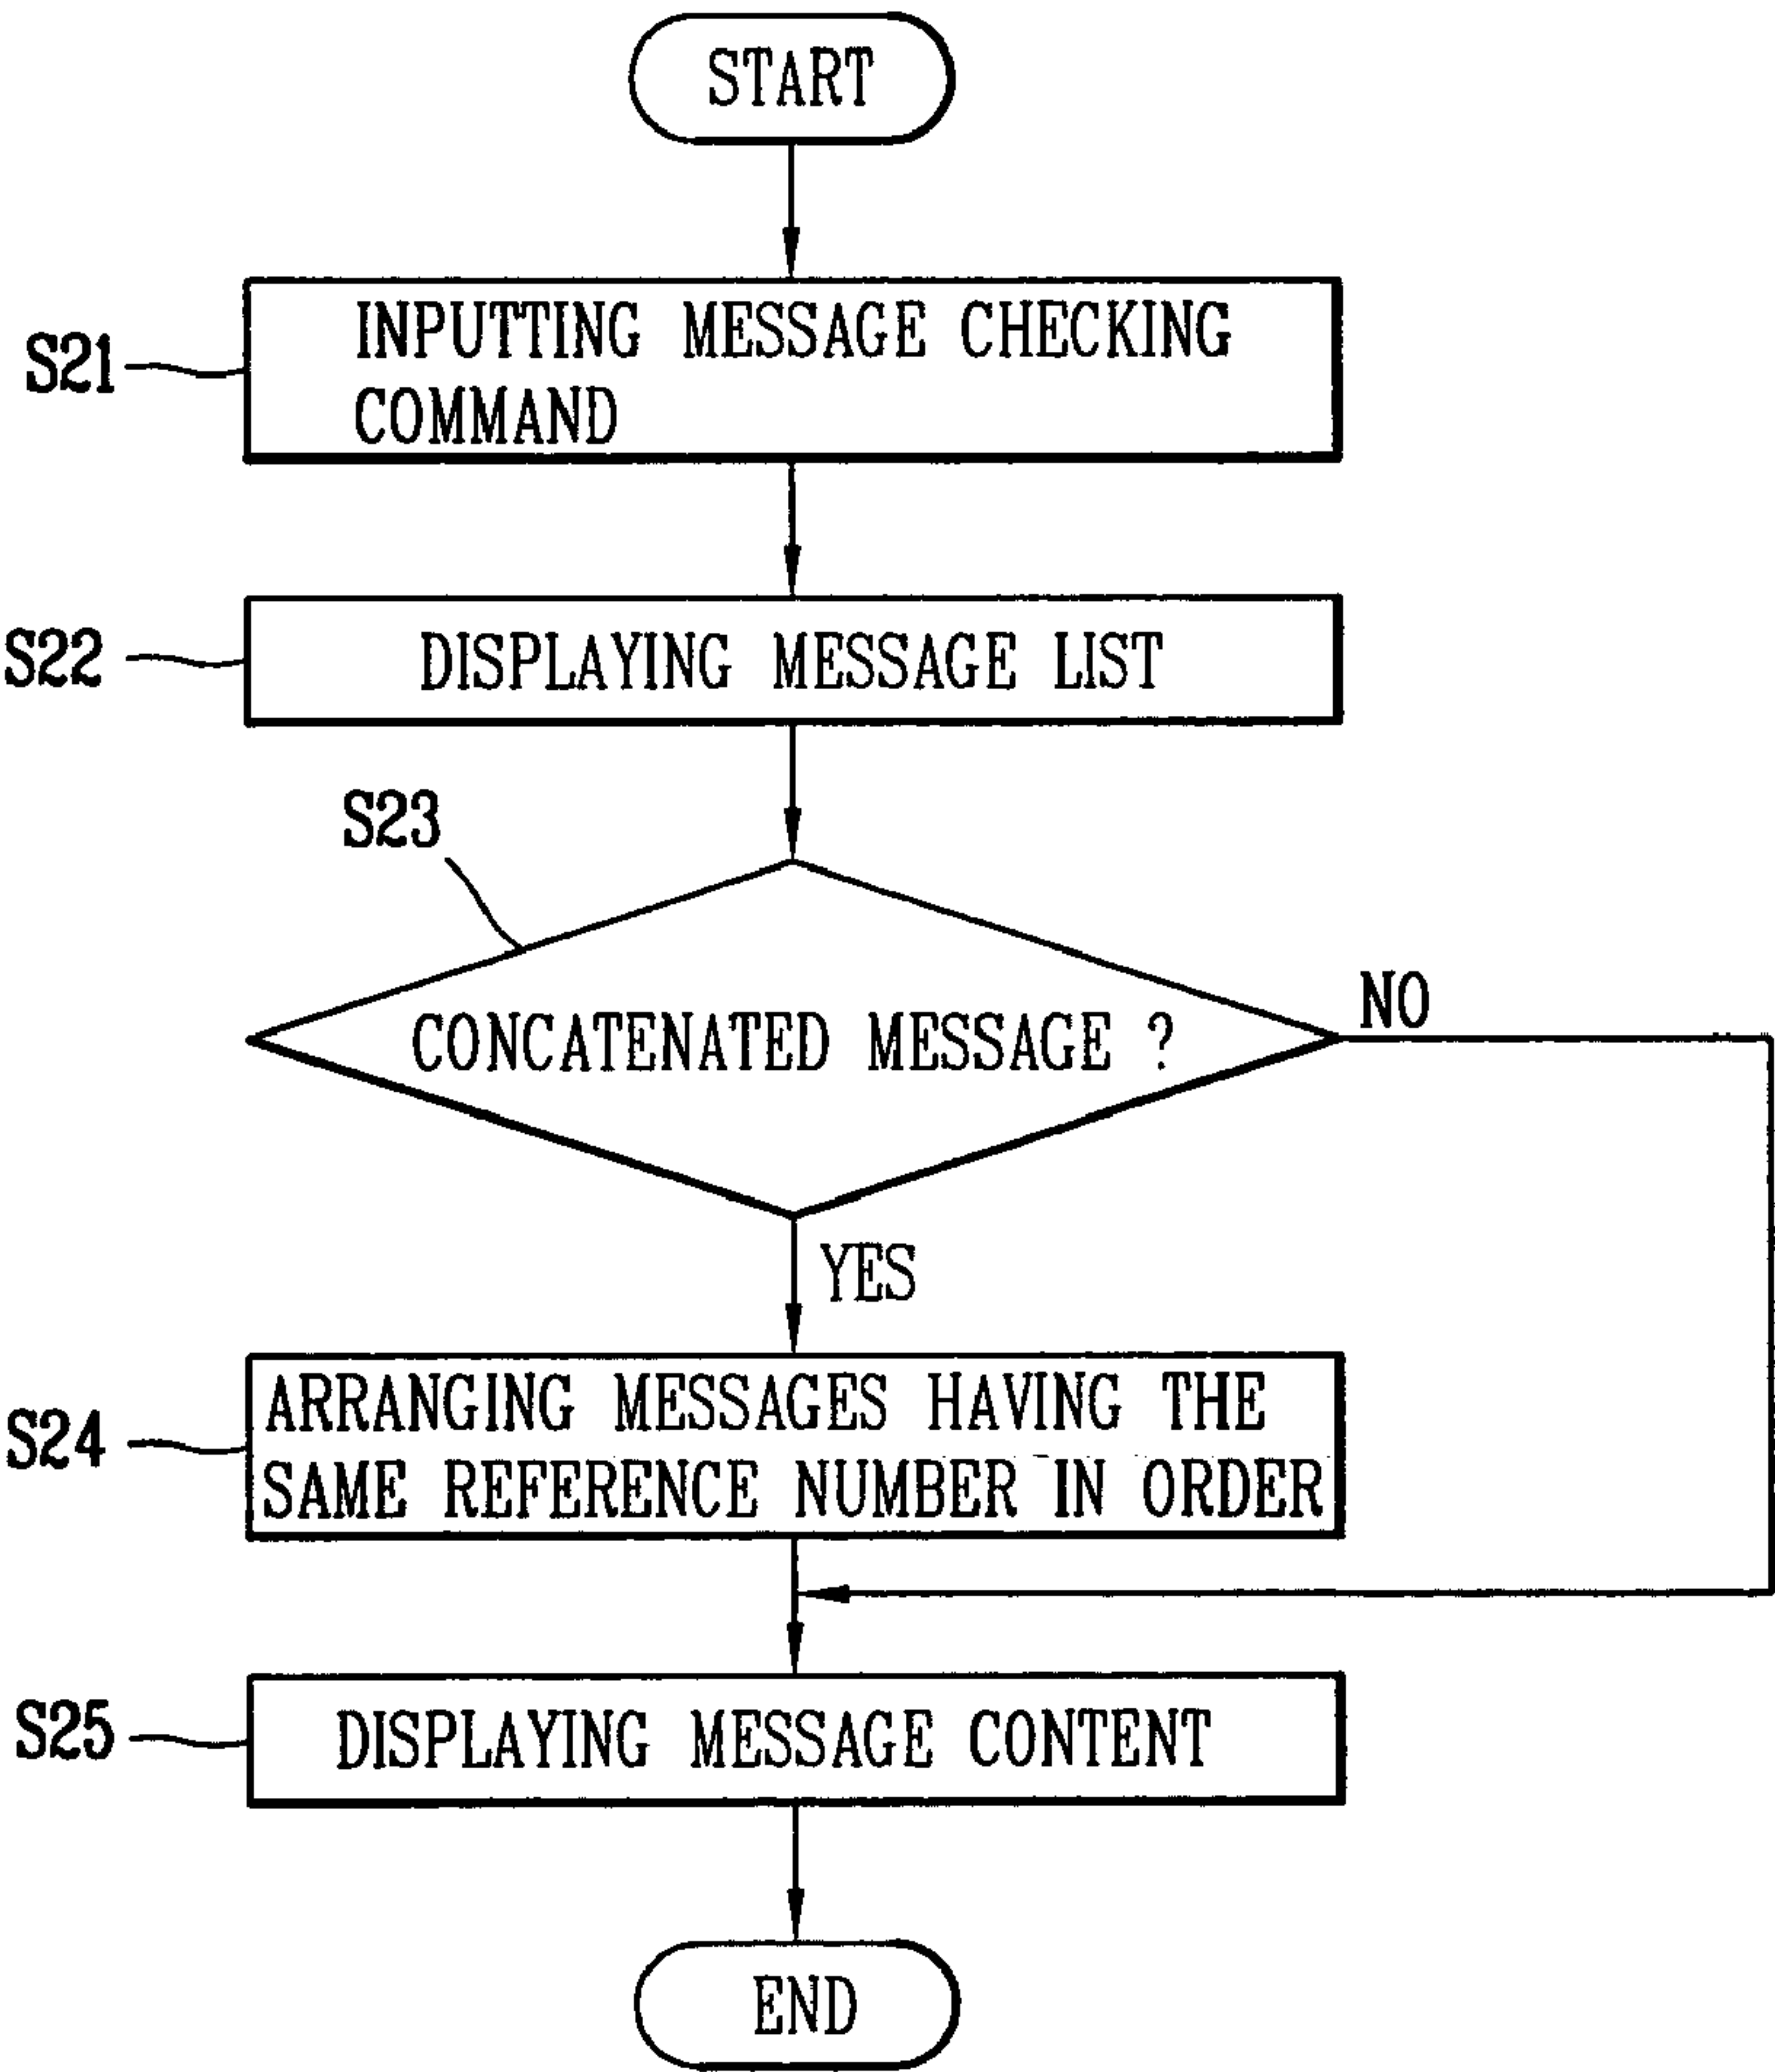 START
S21
INPUTTING MESSAGE CHECKING
COMMAND
S22
DISPLAYING MESSAGE LIST
S23
CONCATENATED MESSAGE ?
NO
YES
S24
ARRANGING MESSAGES HAVING THE
SAME REFERENCE NUMBER IN ORDER
S25
DISPLAYING MESSAGE CONTENT
END